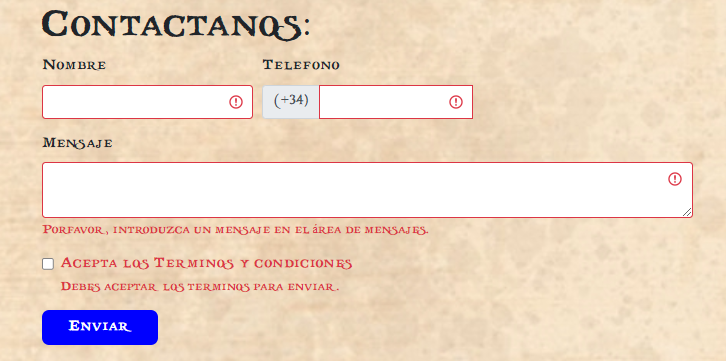 Contactanos:
Nombre Telefono
(+34)
Mensaje
Porfavor, introduzca un mensaje en el área de mensajes.
Acepta los Terminos y condiciones
Debes aceptar los terminos para enviar.
Enviar